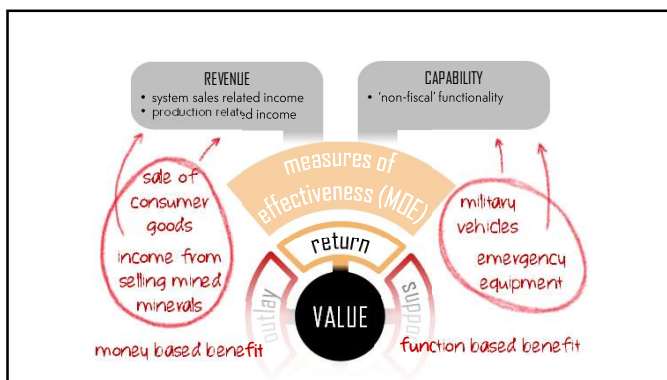 REVENUE
• system sales related income
• production related income
CAPABILITY
• 'non-fiscal' functionality
measures of
effectiveness (MOE)
return
outlay
VALUE
sale of
consumer
goods
income from
selling mined
minerals
money based benefit
military
vehicles
emergency
equipment
function based benefit